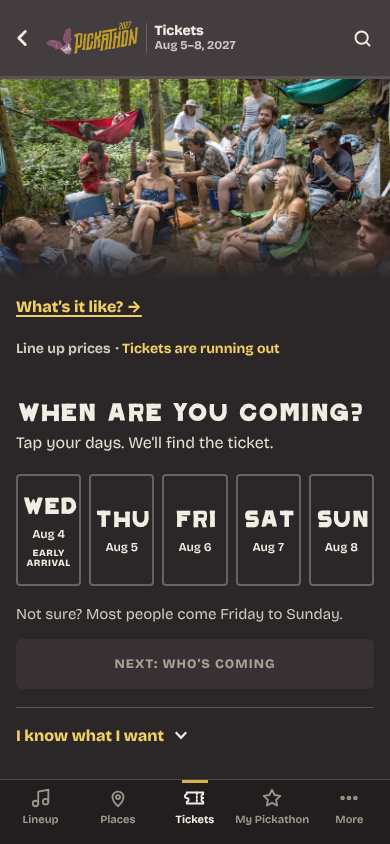 2027
PICKATHON
Tickets
Aug 5–8, 2027
What's it like? →
Line up prices · Tickets are running out
WHEN ARE YOU COMING?
Tap your days. We'll find the ticket.
WED
Aug 4
EARLY
ARRIVAL
THU
Aug 5
FRI
Aug 6
SAT
Aug 7
SUN
Aug 8
Not sure? Most people come Friday to Sunday.
NEXT: WHO'S COMING
I know what I want
Lineup
Places
Tickets
My Pickathon
More